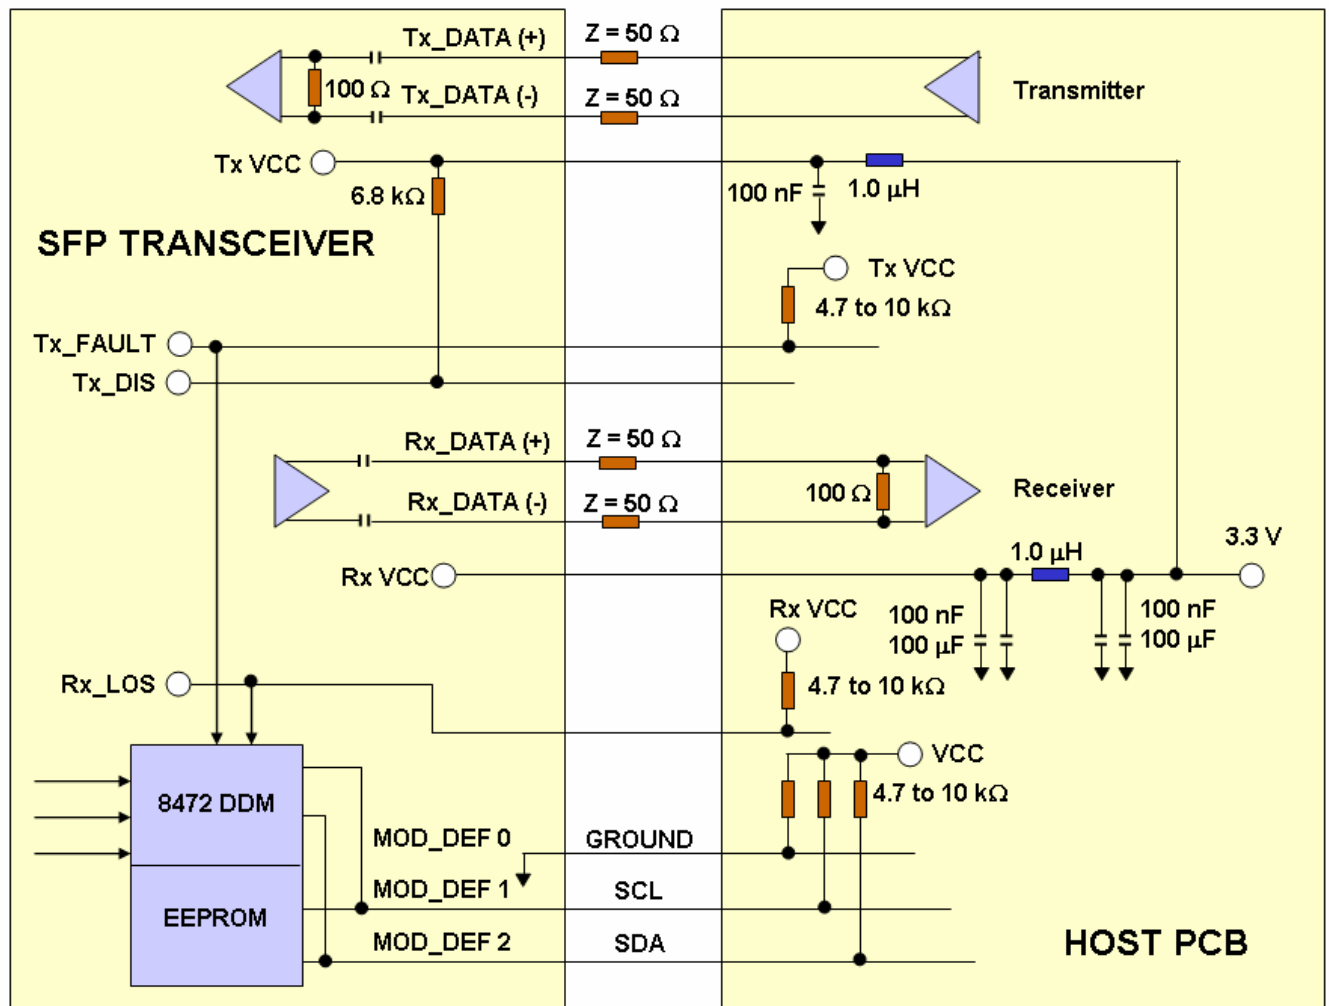 Tx_DATA (+)
Z = 50 Ω
100 Ω
Tx_DATA (-)
Z = 50 Ω
Transmitter
Tx VCC
6.8 kΩ
100 nF
1.0 μH
SFP TRANSCEIVER
Tx VCC
4.7 to 10 kΩ
Tx_FAULT
Tx_DIS
Rx_DATA (+)
Z = 50 Ω
Rx_DATA (-)
Z = 50 Ω
100 Ω
Receiver
3.3 V
1.0 μH
Rx VCC
Rx VCC
100 nF
100 μF
100 nF
100 μF
Rx_LOS
4.7 to 10 kΩ
VCC
8472 DDM
4.7 to 10 kΩ
MOD_DEF 0
GROUND
MOD_DEF 1
SCL
EEPROM
MOD_DEF 2
SDA
HOST PCB